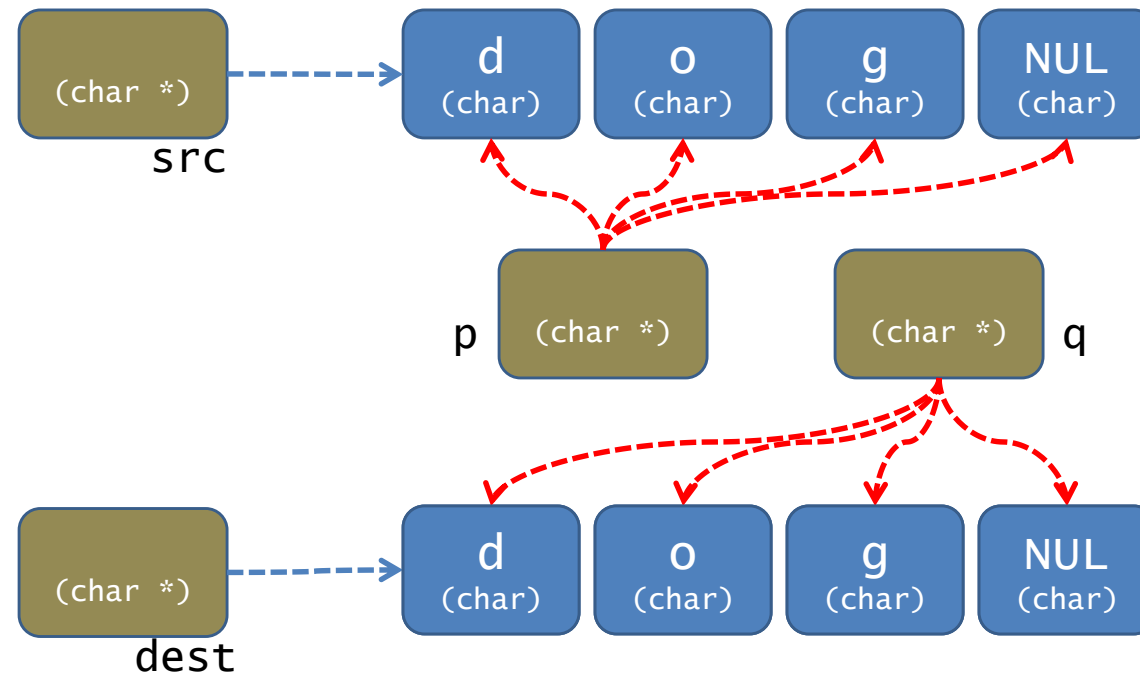 d o g NUL
(char *) (char) (char) (char) (char)
src
p (char *) (char *) q
d o g NUL
(char *) (char) (char) (char) (char)
dest